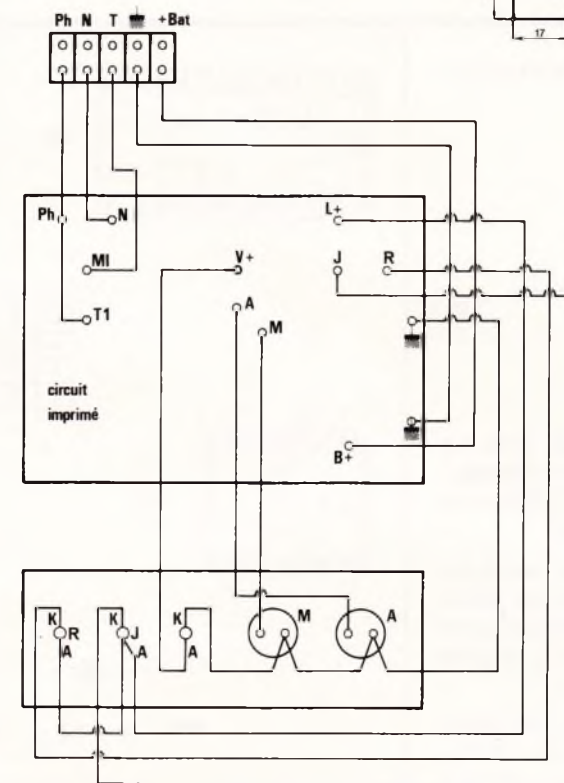 17
Ph N T +Bat
Ph N L+
MI V+ J R
A
M
T1
circuit
imprimé
B+
K K K M A
R J
A A A